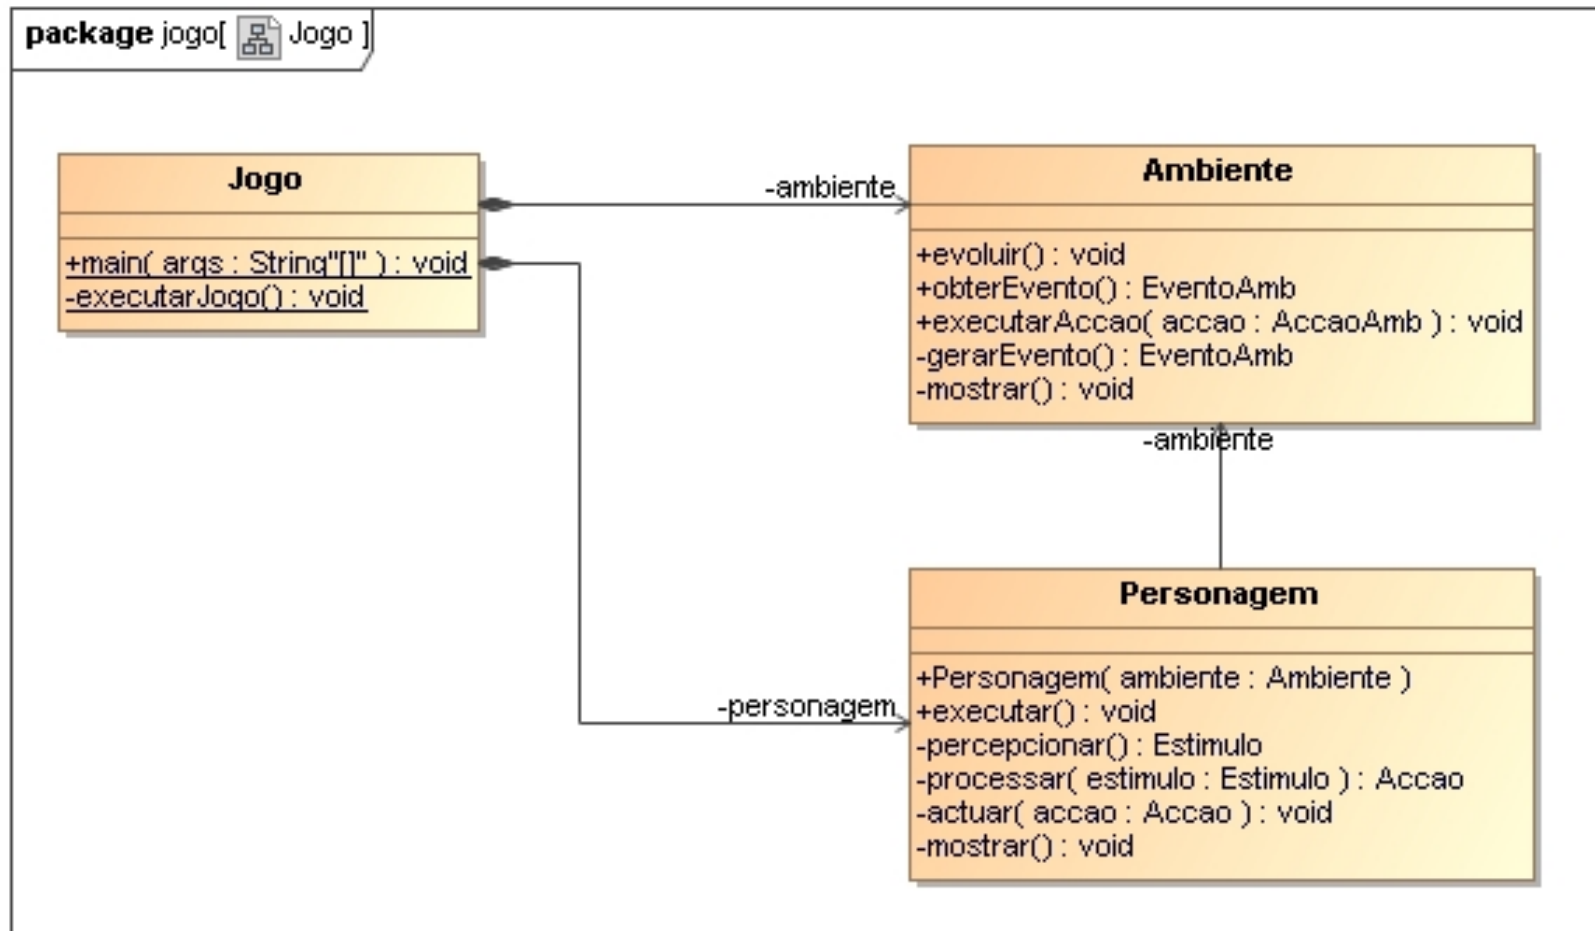 package jogo[ Jogo ]
Jogo
+main( args : String"[]" ) : void
-executarJogo() : void
-ambiente
Ambiente
+evoluir() : void
+obterEvento() : EventoAmb
+executarAccao( accao : AccaoAmb ) : void
-gerarEvento() : EventoAmb
-mostrar() : void
-ambiente
-personagem
Personagem
+Personagem( ambiente : Ambiente )
+executar() : void
-percepcionar() : Estimulo
-processar( estimulo : Estimulo ) : Accao
-actuar( accao : Accao ) : void
-mostrar() : void